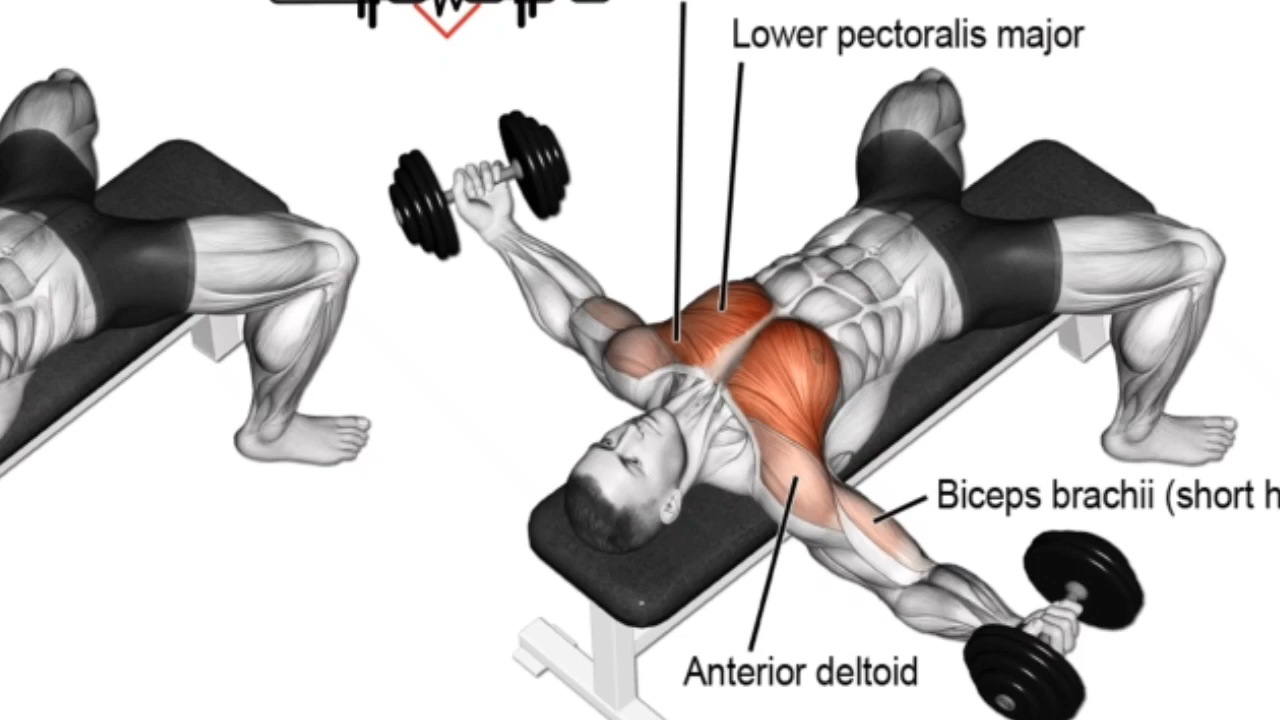 Lower pectoralis major
Biceps brachii (short h
Anterior deltoid